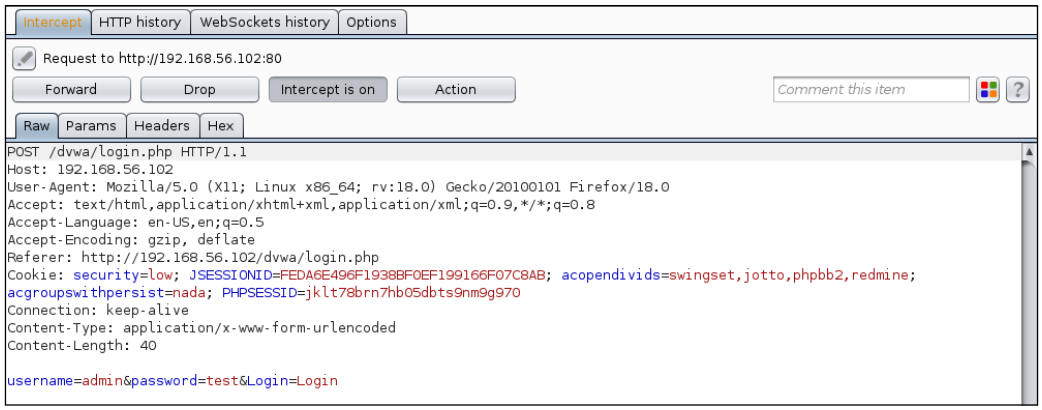 Intercept HTTP history WebSockets history Options
Request to http://192.168.56.102:80
Forward Drop Intercept is on Action Comment this item ?
Raw Params Headers Hex
POST /dvwa/login.php HTTP/1.1
Host: 192.168.56.102
User-Agent: Mozilla/5.0 (X11; Linux x86_64; rv:18.0) Gecko/20100101 Firefox/18.0
Accept: text/html,application/xhtml+xml,application/xml;q=0.9,*/*;q=0.8
Accept-Language: en-US,en;q=0.5
Accept-Encoding: gzip, deflate
Referer: http://192.168.56.102/dvwa/login.php
Cookie: security=low; JSESSIONID=FEDA6E496F1938BF0EF199166F07C8AB; acopendivids=swingset,jotto,phpbb2,redmine;
acgroupswithpersist=nada; PHPSESSID=jklt78brn7hb05dbts9nm9g970
Connection: keep-alive
Content-Type: application/x-www-form-urlencoded
Content-Length: 40
username=admin&password=test&Login=Login